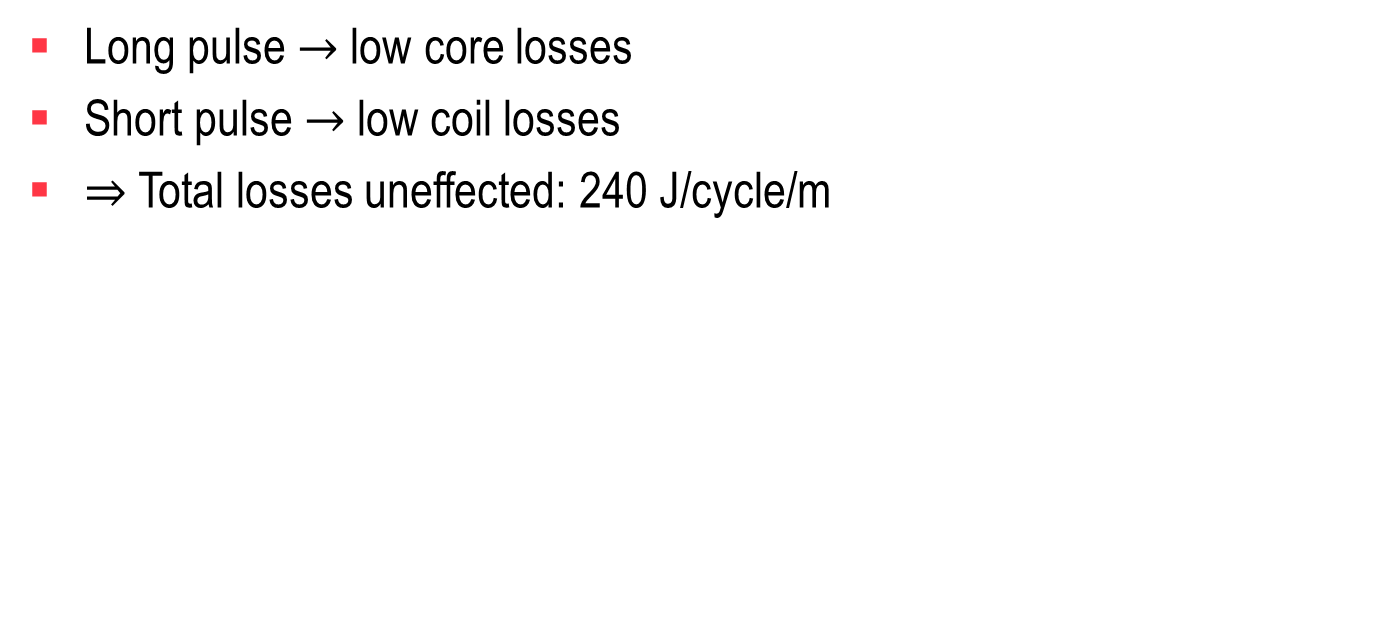 ▪ Long pulse → low core losses
▪ Short pulse → low coil losses
▪ ⇒ Total losses uneffected: 240 J/cycle/m